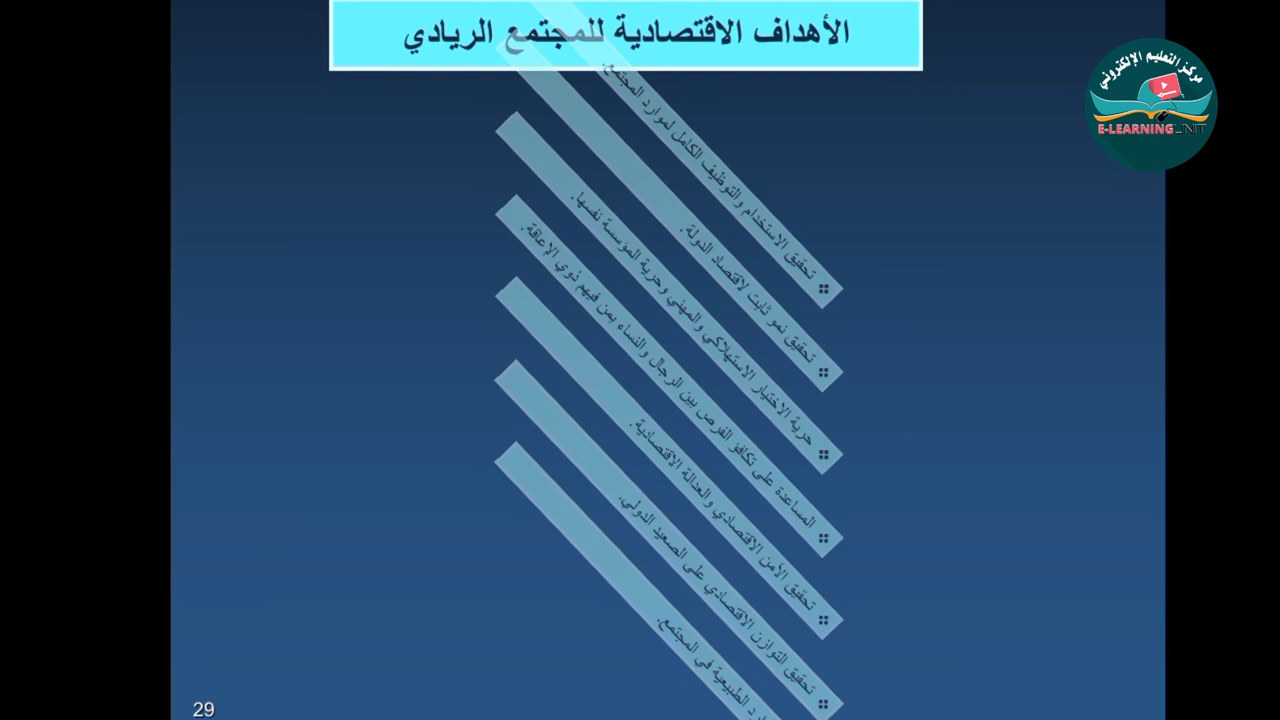 الأهداف الاقتصادية للمجتمع الريادي
مركز التعليم الإلكتروني
E-LEARNING UNIT
تحقيق الاستخدام والتوظيف الكامل لموارد المجتمع.
تحقيق نمو ثابت لاقتصاد الدولة.
حرية الاختيار الاستهلاكي والمهني وحرية المؤسسة نفسها.
المساعدة على تكافؤ الفرص بين الرجال والنساء بمن فيهم ذوي الإعاقة.
تحقيق الأمن الاقتصادي والعدالة الاقتصادية.
تحقيق التوازن الاقتصادي على الصعيد الدولي.
الطبيعية في المجتمع.
29